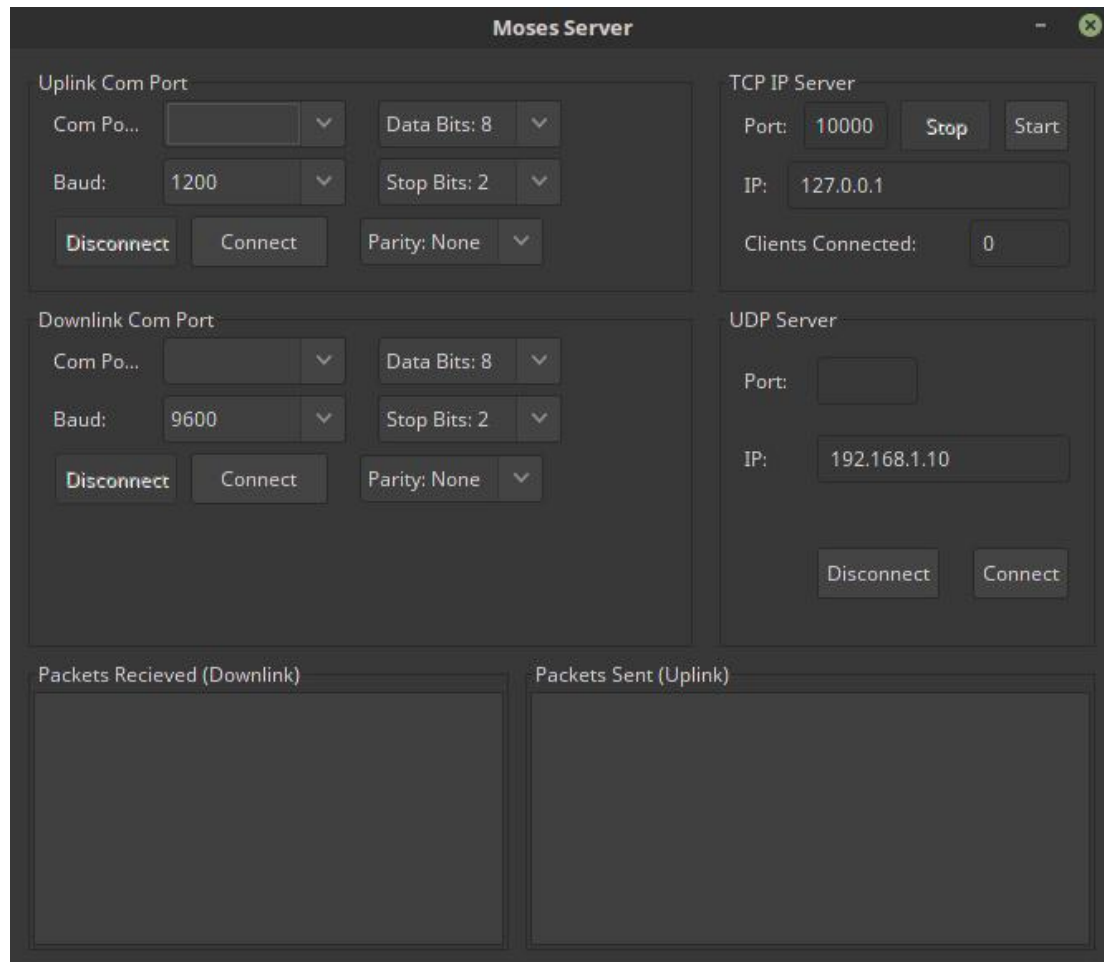 Moses Server
Uplink Com Port
Com Po...
Data Bits: 8
Baud:
1200
Stop Bits: 2
Disconnect
Connect
Parity: None
TCP IP Server
Port:
10000
Stop
Start
IP:
127.0.0.1
Clients Connected:
0
Downlink Com Port
Com Po...
Data Bits: 8
Baud:
9600
Stop Bits: 2
Disconnect
Connect
Parity: None
UDP Server
Port:
IP:
192.168.1.10
Disconnect
Connect
Packets Recieved (Downlink)
Packets Sent (Uplink)